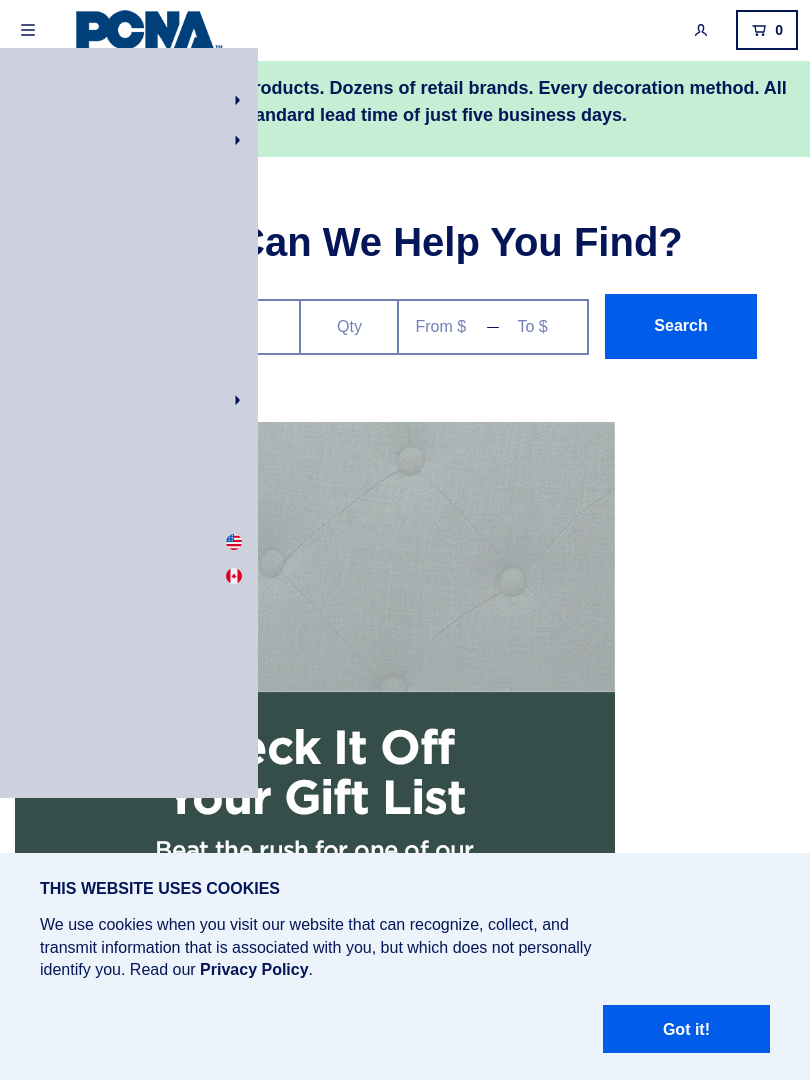 PCNA™
0
roducts. Dozens of retail brands. Every decoration method. All
andard lead time of just five business days.
Can We Help You Find?
Qty
From $ — To $
Search
eck It Off
Your Gift List
Beat the rush for one of our
THIS WEBSITE USES COOKIES
We use cookies when you visit our website that can recognize, collect, and
transmit information that is associated with you, but which does not personally
identify you. Read our Privacy Policy.
Got it!